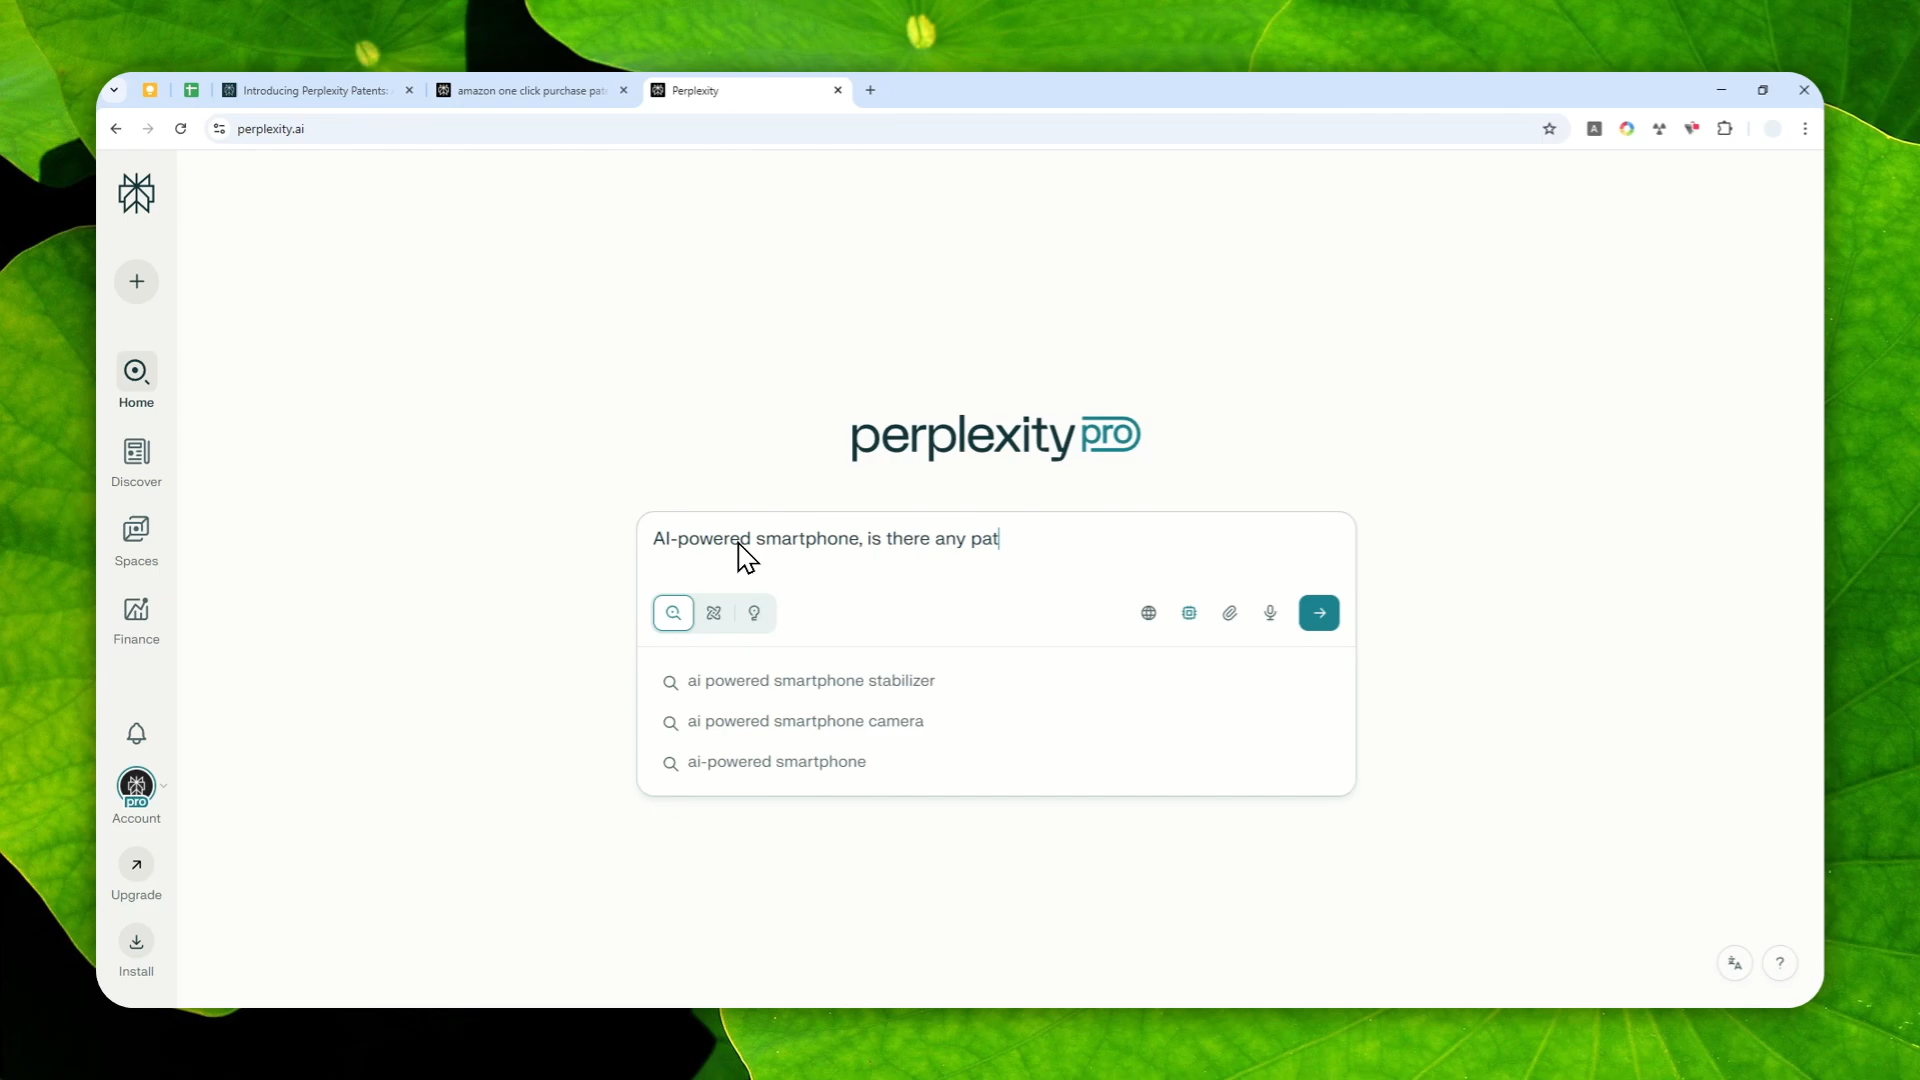 Introducing Perplexity Patents:
amazon one click purchase pat
Perplexity
perplexity.ai
Home
Discover
Spaces
Finance
pro
Account
Upgrade
Install
perplexity pro
AI-powered smartphone, is there any pat
ai powered smartphone stabilizer
ai powered smartphone camera
ai-powered smartphone